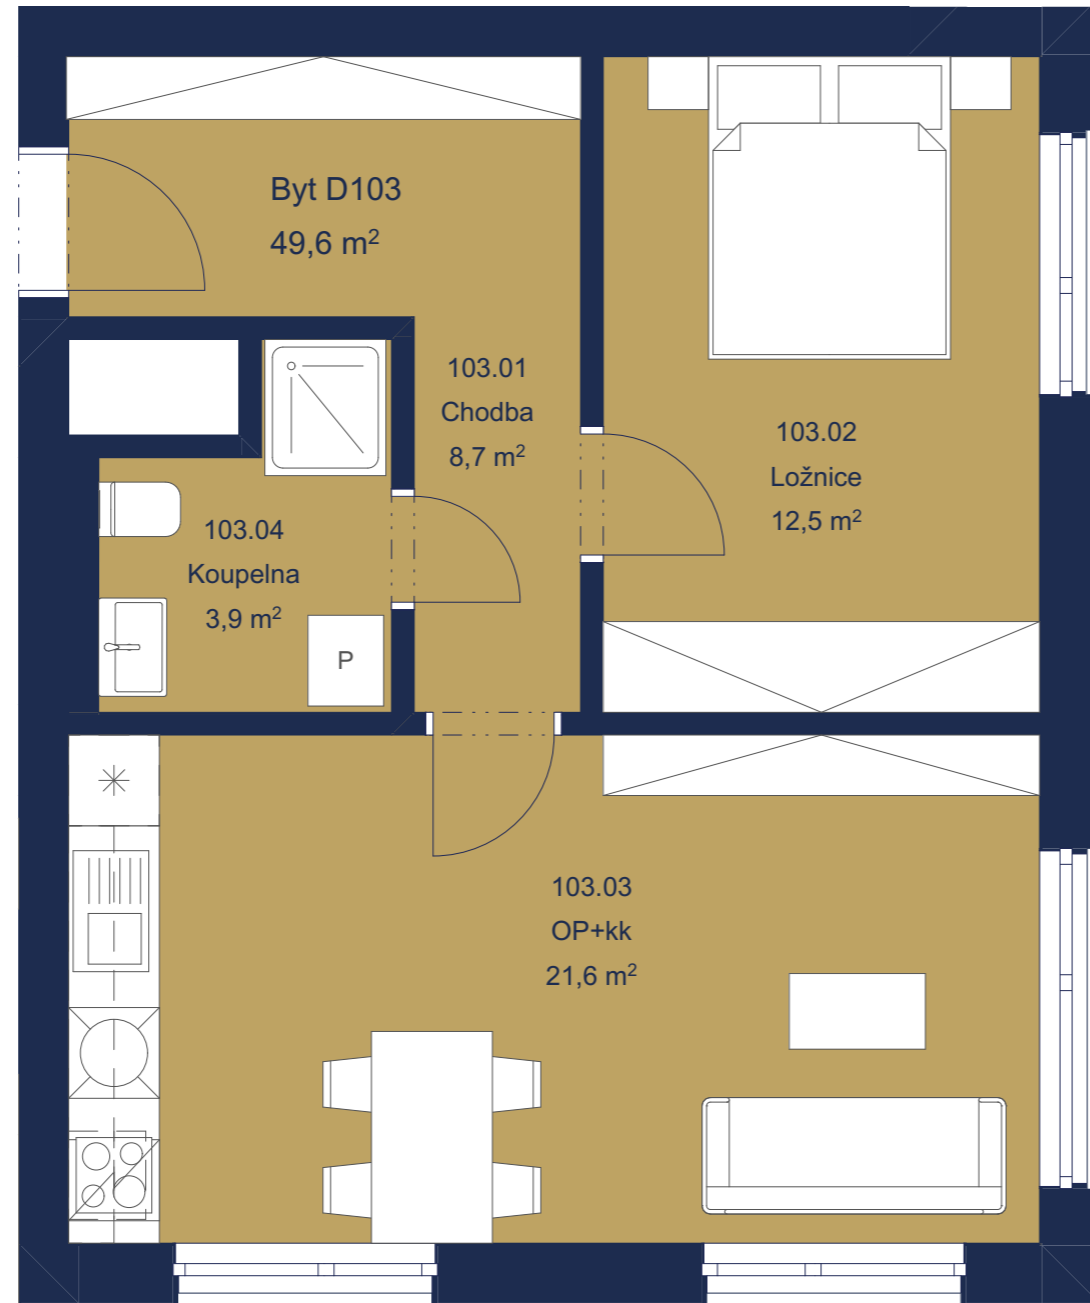 Byt D103
49,6 m²
103.01
Chodba
8,7 m²
103.02
Ložnice
12,5 m²
103.04
Koupelna
3,9 m²
P
103.03
OP+kk
21,6 m²